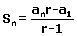 Sₙ = (aₙr-a₁)/(r-1)